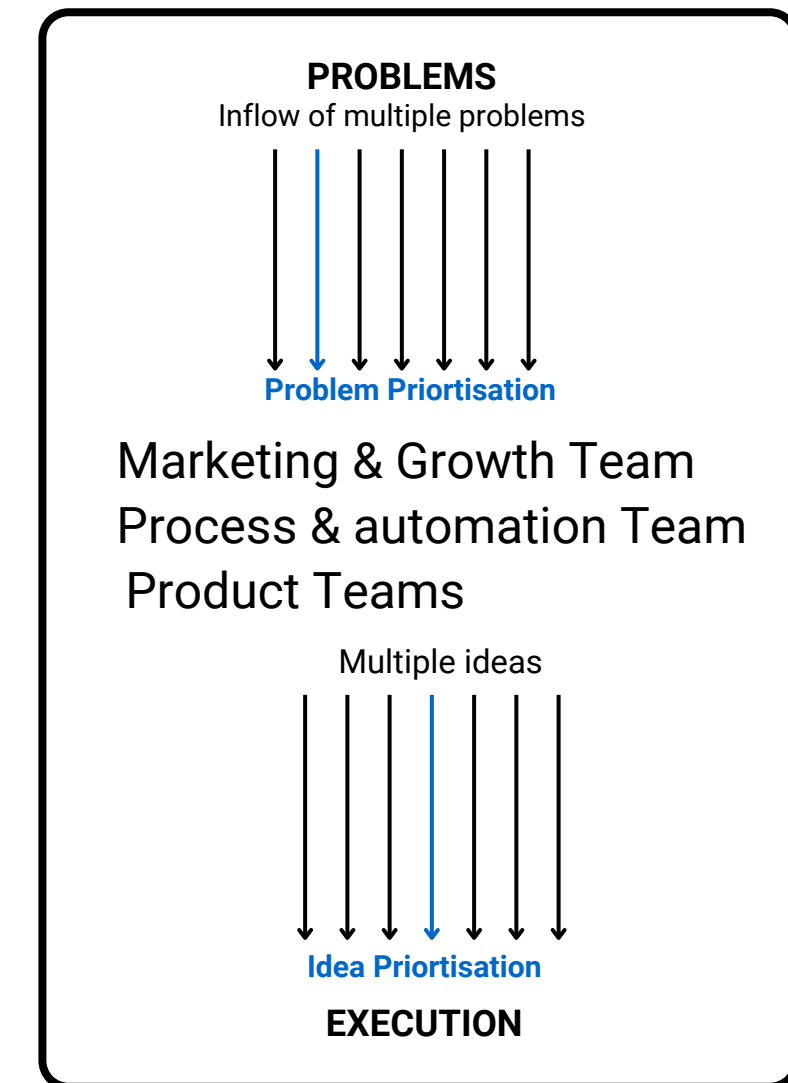 PROBLEMS
Inflow of multiple problems
Problem Priortisation
Marketing & Growth Team
Process & automation Team
Product Teams
Multiple ideas
Idea Priortisation
EXECUTION